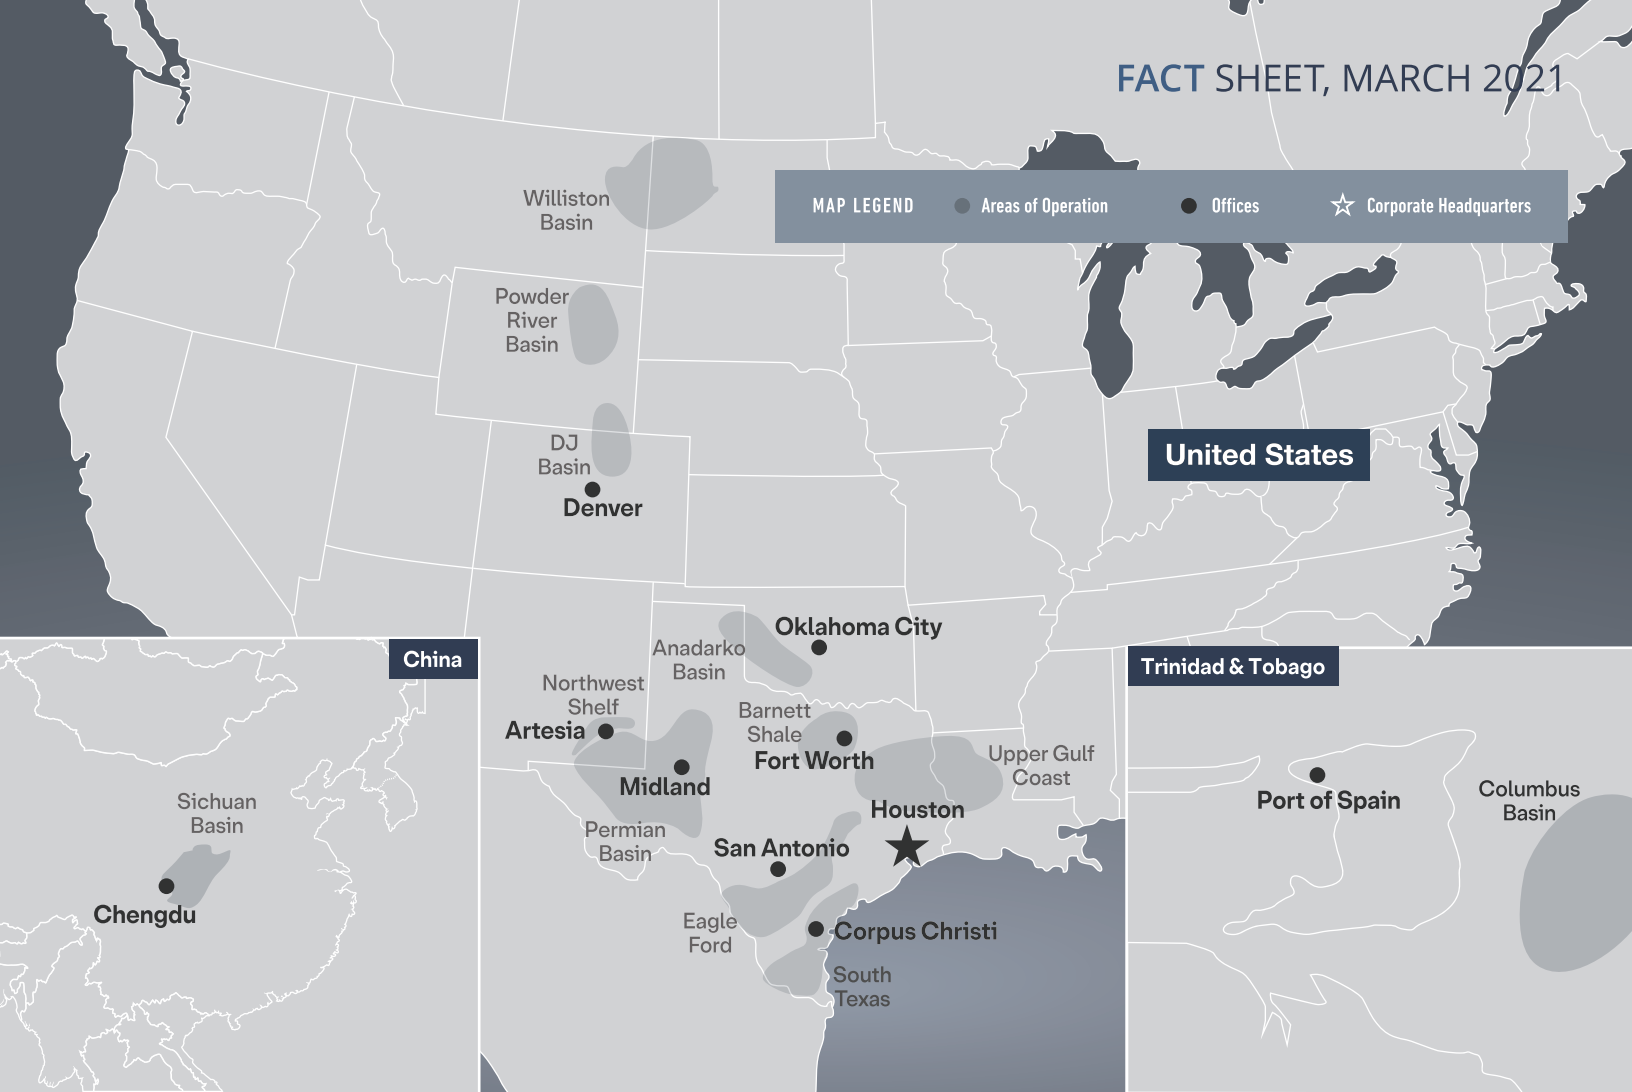 FACT SHEET, MARCH 2021
MAP LEGEND
Areas of Operation
Offices
Corporate Headquarters
Williston
Basin
Powder
River
Basin
DJ
Basin
Denver
United States
Oklahoma City
Anadarko
Basin
Northwest
Shelf
Artesia
Midland
Permian
Basin
Barnett
Shale
Fort Worth
Upper Gulf
Coast
Houston
San Antonio
Eagle
Ford
Corpus Christi
South
Texas
China
Sichuan
Basin
Chengdu
Trinidad & Tobago
Port of Spain
Columbus
Basin